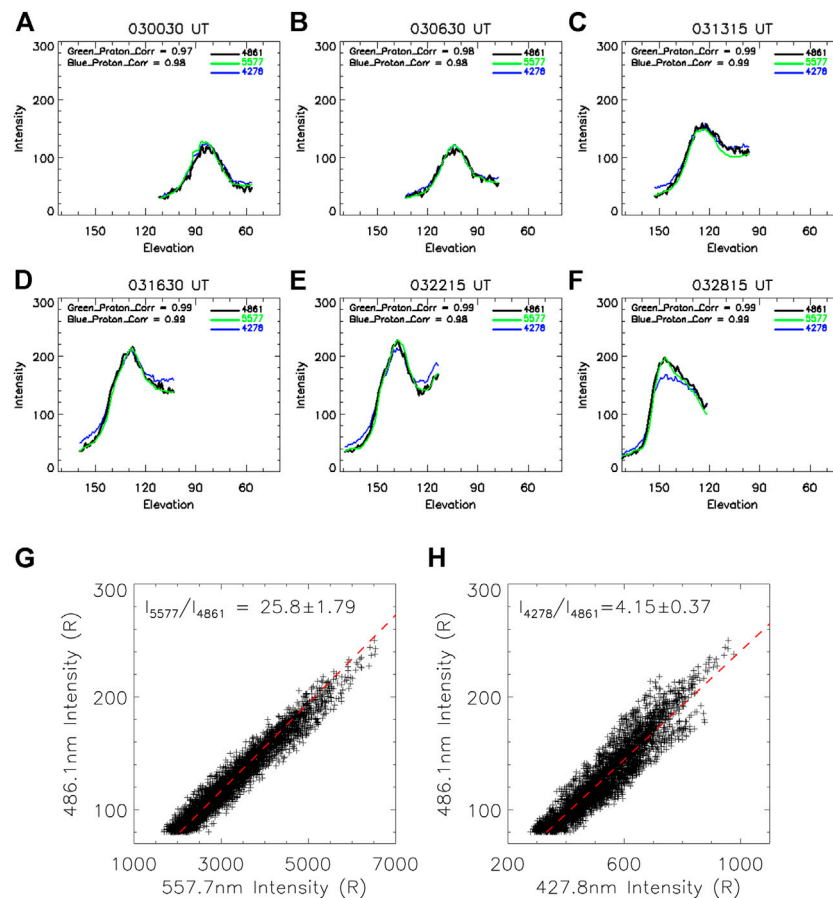 A
030030 UT
300
200
100
0
Intensity
Green_Proton_Corr = 0.97
Blue_Proton_Corr = 0.98
4861
5577
4278
150 120 90 60
Elevation
B
030630 UT
300
200
100
0
Intensity
Green_Proton_Corr = 0.98
Blue_Proton_Corr = 0.98
4861
5577
4278
150 120 90 60
Elevation
C
031315 UT
300
200
100
0
Intensity
Green_Proton_Corr = 0.99
Blue_Proton_Corr = 0.99
4861
5577
4278
150 120 90 60
Elevation
D
031630 UT
300
200
100
0
Intensity
Green_Proton_Corr = 0.99
Blue_Proton_Corr = 0.99
4861
5577
4278
150 120 90 60
Elevation
E
032215 UT
300
200
100
0
Intensity
Green_Proton_Corr = 0.99
Blue_Proton_Corr = 0.98
4861
5577
4278
150 120 90 60
Elevation
F
032815 UT
300
200
100
0
Intensity
Green_Proton_Corr = 0.99
Blue_Proton_Corr = 0.99
4861
5577
4278
150 120 90 60
Elevation
G
300
200
100
486.1nm Intensity (R)
I5577/I4861 = 25.8±1.79
1000 3000 5000 7000
557.7nm Intensity (R)
H
300
200
100
486.1nm Intensity (R)
I4278/I4861=4.15±0.37
200 600 1000
427.8nm Intensity (R)